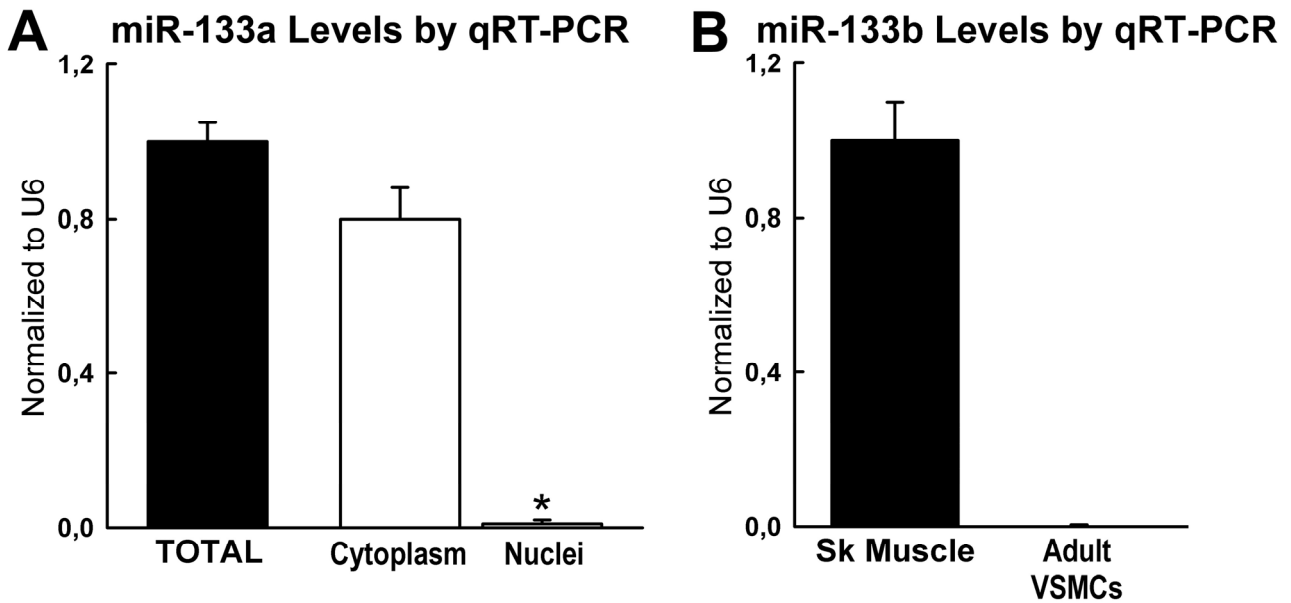 A
miR-133a Levels by qRT-PCR
1,2
0,8
0,4
0,0
Normalized to U6
*
TOTAL
Cytoplasm
Nuclei
B
miR-133b Levels by qRT-PCR
1,2
0,8
0,4
0,0
Normalized to U6
Sk Muscle
Adult
VSMCs